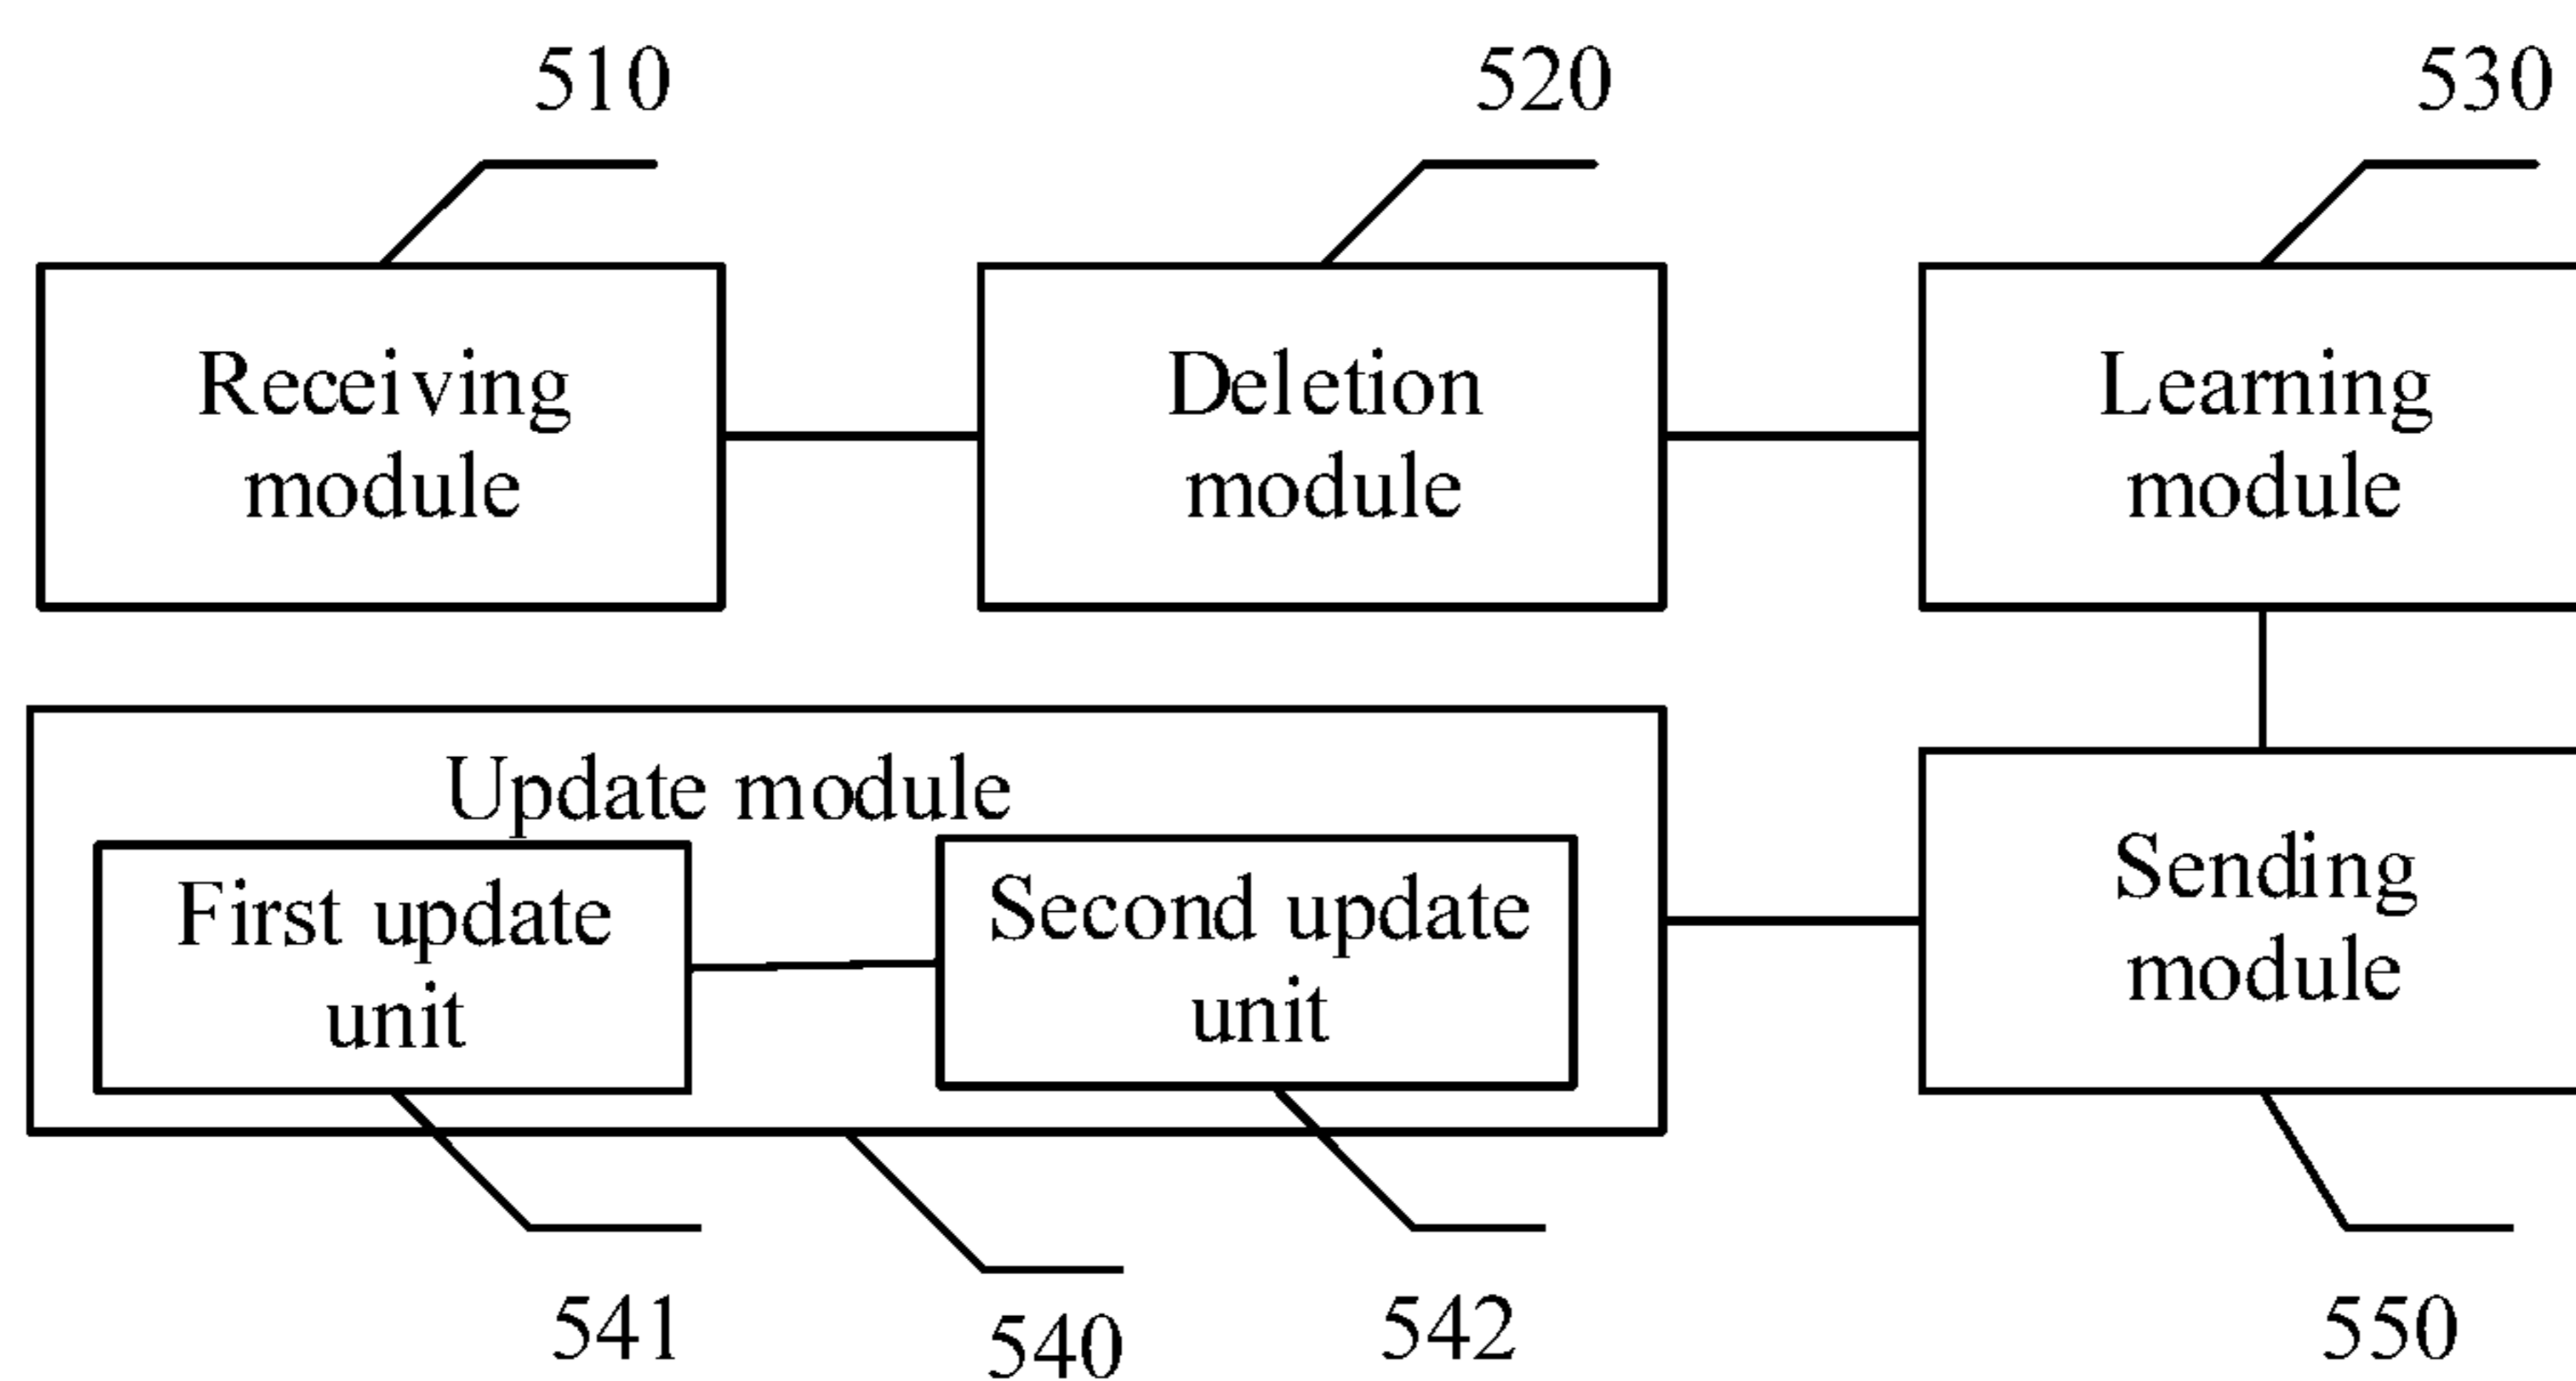 510
520
530
Receiving
module
Deletion
module
Learning
module
Update module
First update
unit
Second update
unit
Sending
module
541
540
542
550